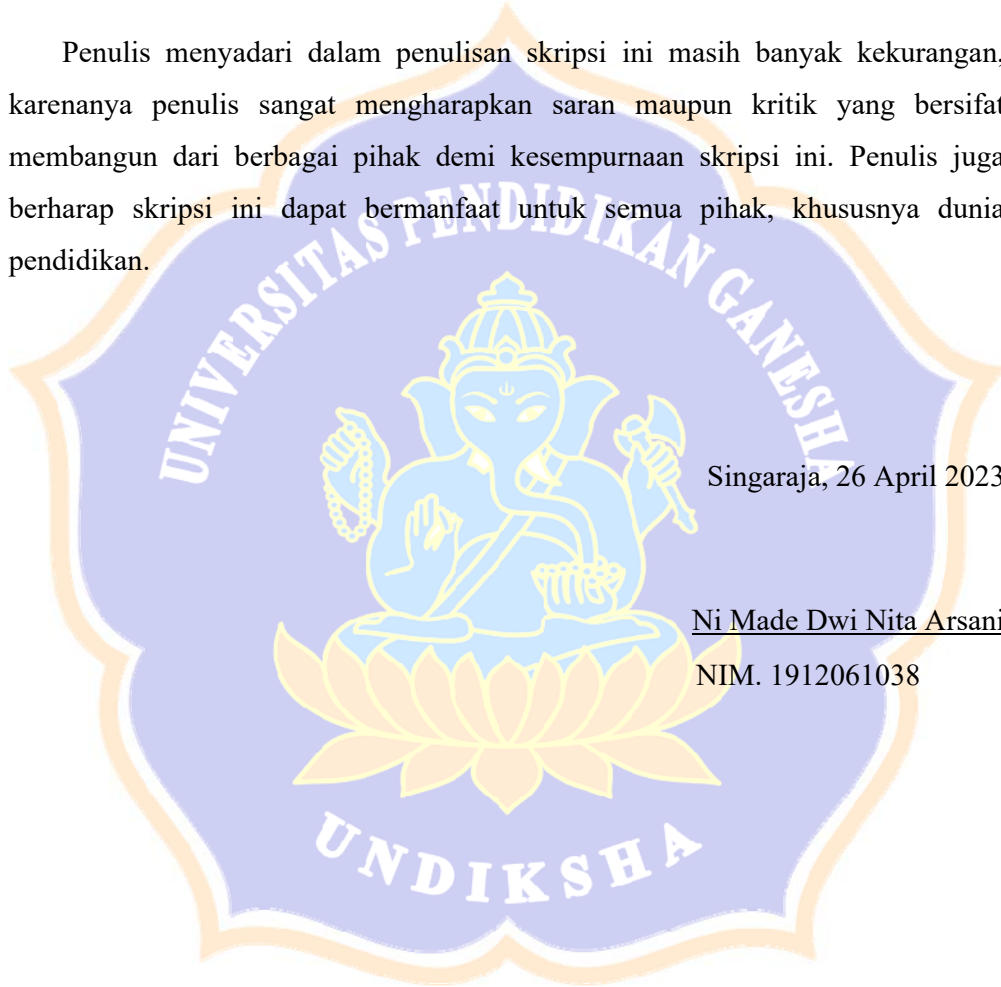 Penulis menyadari dalam penulisan skripsi ini masih banyak kekurangan,
karenanya penulis sangat mengharapkan saran maupun kritik yang bersifat
membangun dari berbagai pihak demi kesempurnaan skripsi ini. Penulis juga
berharap skripsi ini dapat bermanfaat untuk semua pihak, khususnya dunia
pendidikan.
UNIVERSITAS PENDIDIKAN GANESHA
Singaraja, 26 April 2023
Ni Made Dwi Nita Arsani
NIM. 1912061038
UNDIKSHA